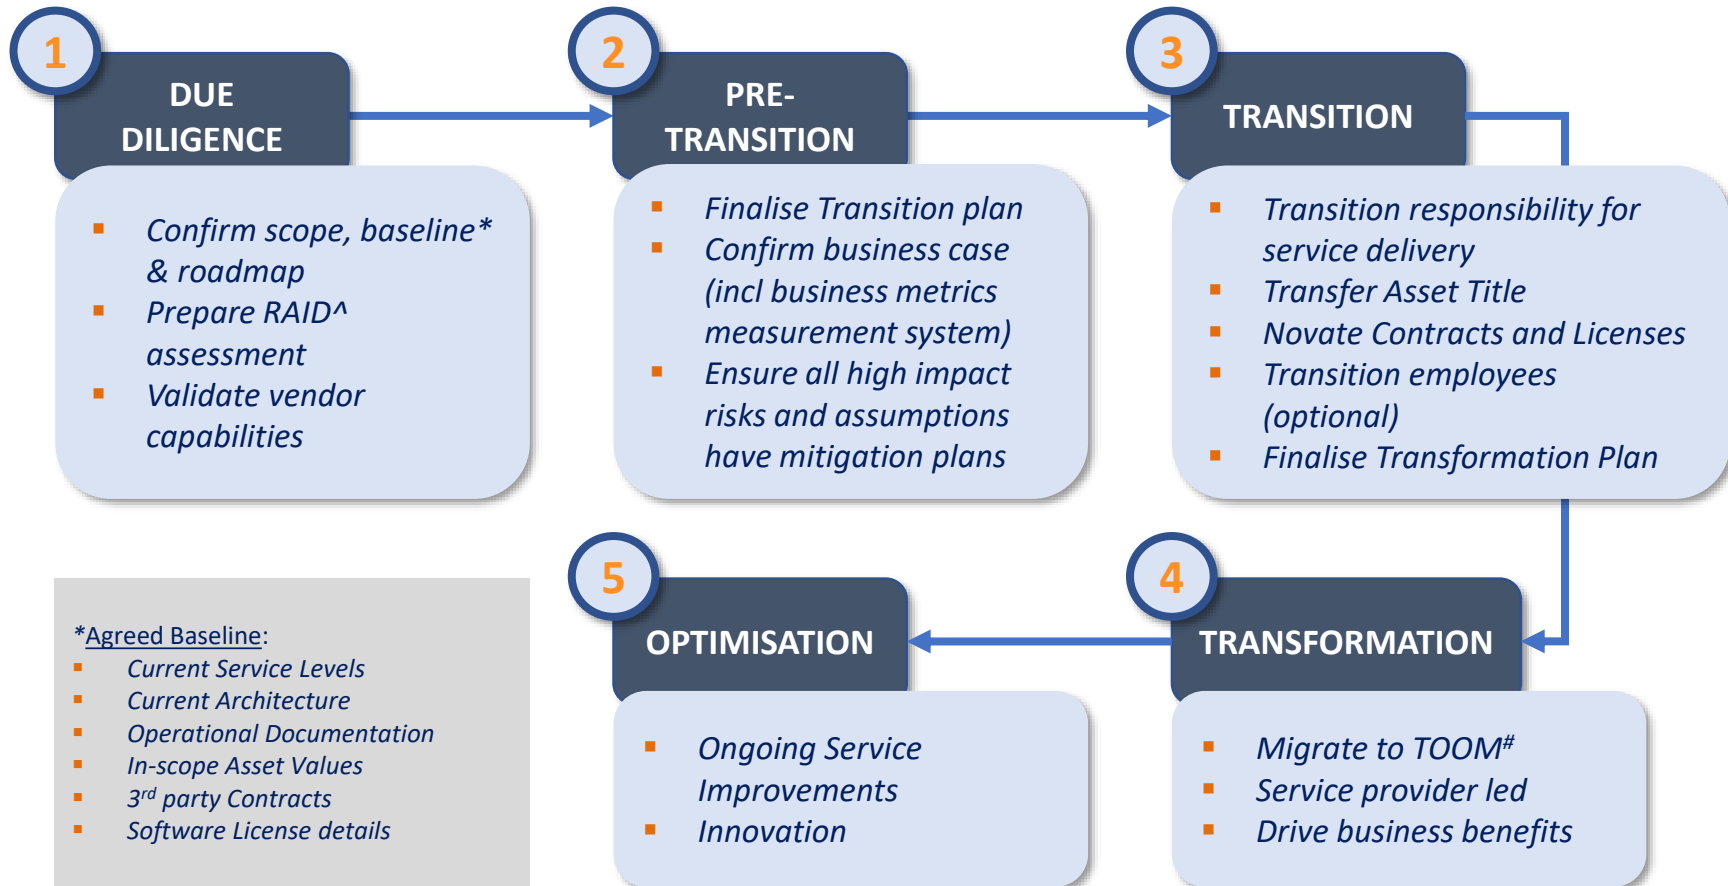 1
DUE
DILIGENCE
▪ Confirm scope, baseline*
& roadmap
▪ Prepare RAID^
assessment
▪ Validate vendor
capabilities
2
PRE-
TRANSITION
▪ Finalise Transition plan
▪ Confirm business case
(incl business metrics
measurement system)
▪ Ensure all high impact
risks and assumptions
have mitigation plans
3
TRANSITION
▪ Transition responsibility for
service delivery
▪ Transfer Asset Title
▪ Novate Contracts and Licenses
▪ Transition employees
(optional)
▪ Finalise Transformation Plan
4
TRANSFORMATION
▪ Migrate to TOOM#
▪ Service provider led
▪ Drive business benefits
5
OPTIMISATION
▪ Ongoing Service
Improvements
▪ Innovation
*Agreed Baseline:
▪ Current Service Levels
▪ Current Architecture
▪ Operational Documentation
▪ In-scope Asset Values
▪ 3rd party Contracts
▪ Software License details